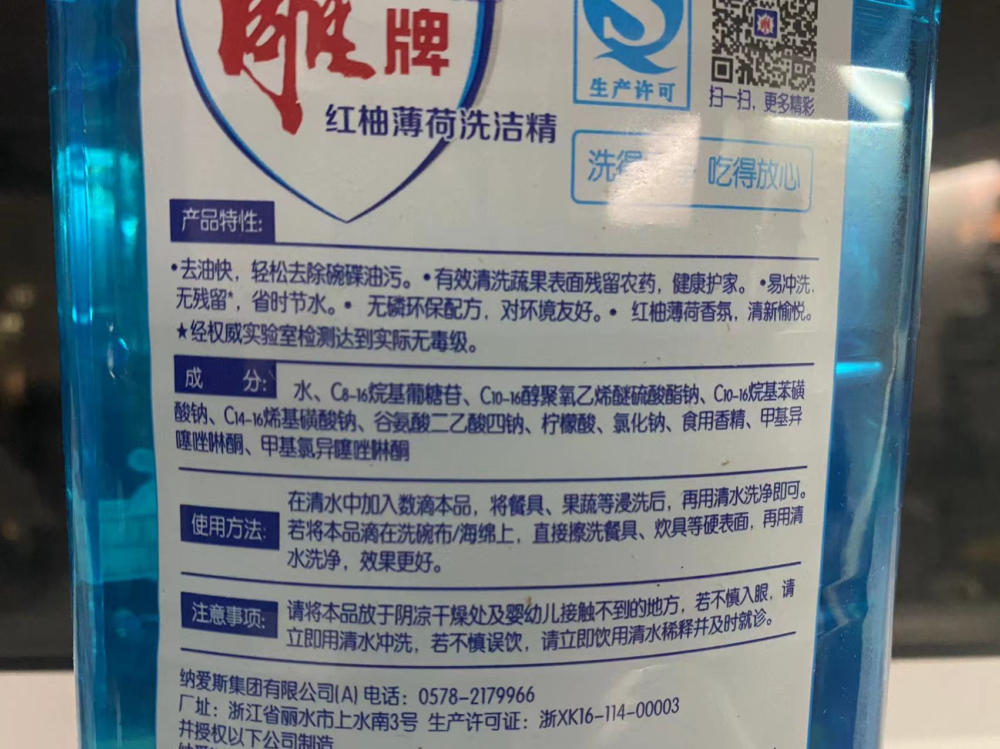 雕牌
红柚薄荷洗洁精
生产许可
扫一扫，更多精彩
洗得 吃得放心
产品特性:
•去油快，轻松去除碗碟油污。•有效清洗蔬果表面残留农药，健康护家。•易冲洗，
无残留*，省时节水。• 无磷环保配方，对环境友好。• 红柚薄荷香氛，清新愉悦。
★经权威实验室检测达到实际无毒级。
成 分: 水、C8-16烷基葡糖苷、C10-16醇聚氧乙烯醚硫酸酯钠、C10-16烷基苯磺
酸钠、C14-16烯基磺酸钠、谷氨酸二乙酸四钠、柠檬酸、氯化钠、食用香精、甲基异
噻唑啉酮、甲基氯异噻唑啉酮
使用方法:
在清水中加入数滴本品，将餐具、果蔬等浸洗后，再用清水洗净即可。
若将本品滴在洗碗布/海绵上，直接擦洗餐具、炊具等硬表面，再用清
水洗净，效果更好。
注意事项:
请将本品放于阴凉干燥处及婴幼儿接触不到的地方，若不慎入眼，请
立即用清水冲洗，若不慎误饮，请立即饮用清水稀释并及时就诊。
纳爱斯集团有限公司(A) 电话：0578-2179966
厂址：浙江省丽水市上水南3号 生产许可证：浙XK16-114-00003
并授权以下公司制造